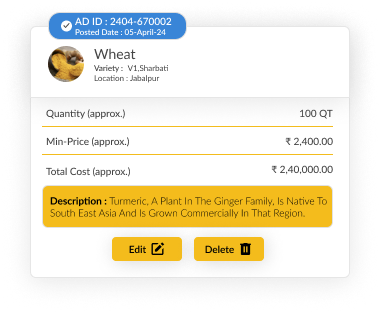 AD ID : 2404-670002
Posted Date : 05-April-24
Wheat
Variety : V1,Sharbati
Location : Jabalpur
Quantity (approx.) 100 QT
Min-Price (approx.) ₹ 2,400.00
Total Cost (approx.) ₹ 2,40,000.00
Description : Turmeric, A Plant In The Ginger Family, Is Native To
South East Asia And Is Grown Commercially In That Region.
Edit Delete